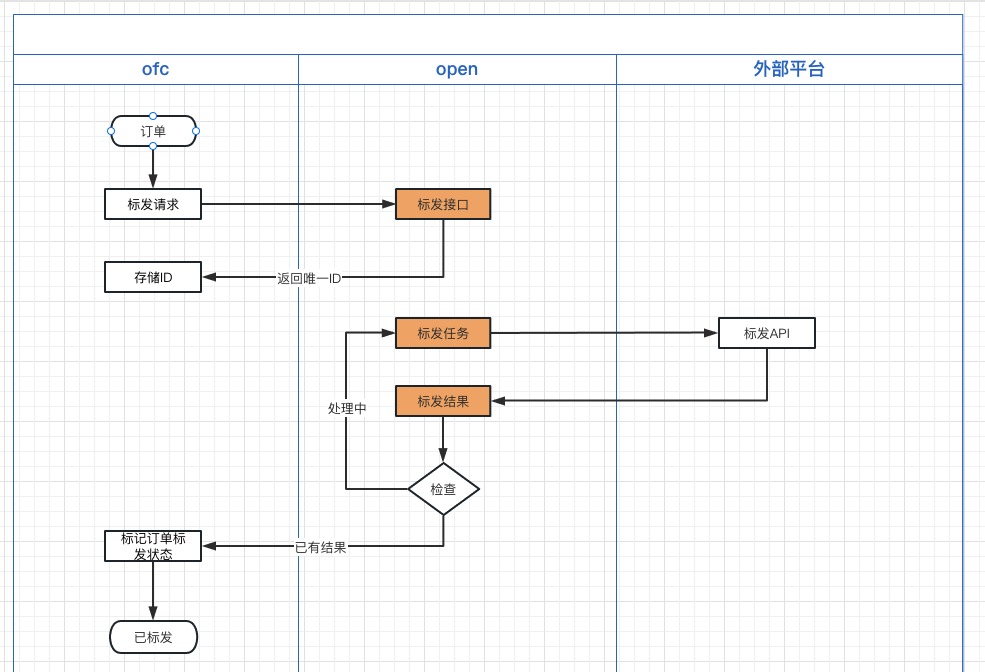 ofc
open
外部平台
订单
标发请求
标发接口
存储ID
返回唯一ID
标发任务
标发API
标发结果
处理中
检查
标记订单标
发状态
已有结果
已标发